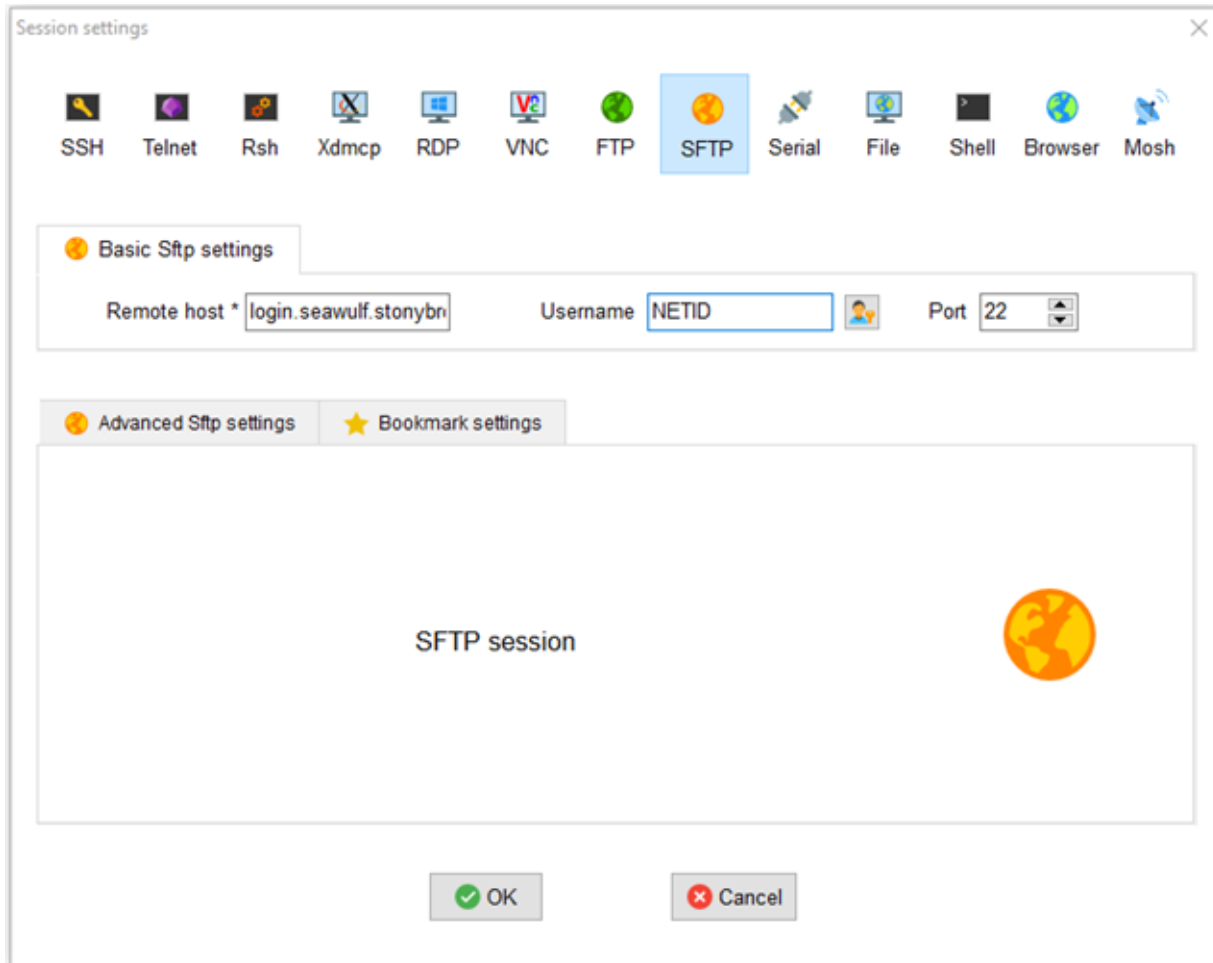 Session settings
SSH Telnet Rsh Xdmcp RDP VNC FTP SFTP Serial File Shell Browser Mosh
Basic Sftp settings
Remote host * login.seawulf.stonybr Username NETID Port 22
Advanced Sftp settings Bookmark settings
SFTP session
OK Cancel